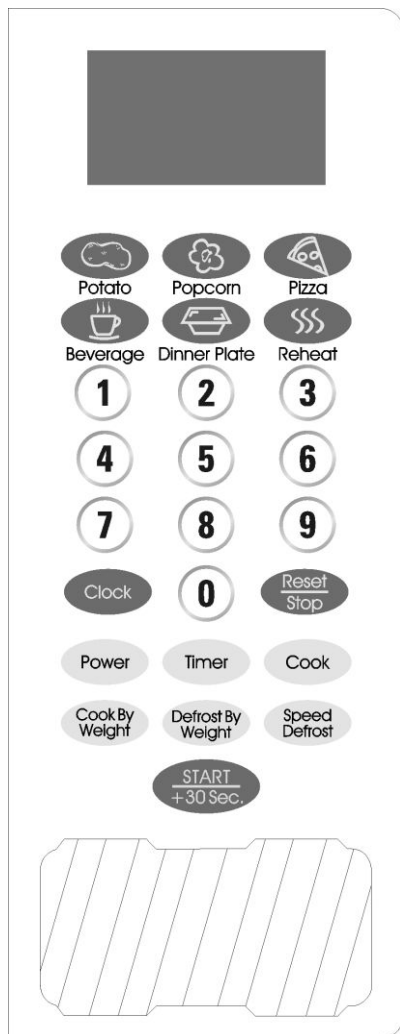 Potato Popcorn Pizza
Beverage Dinner Plate Reheat
1 2 3
4 5 6
7 8 9
Clock 0 Reset
Stop
Power Timer Cook
Cook By Defrost By Speed
Weight Weight Defrost
START
+30 Sec.